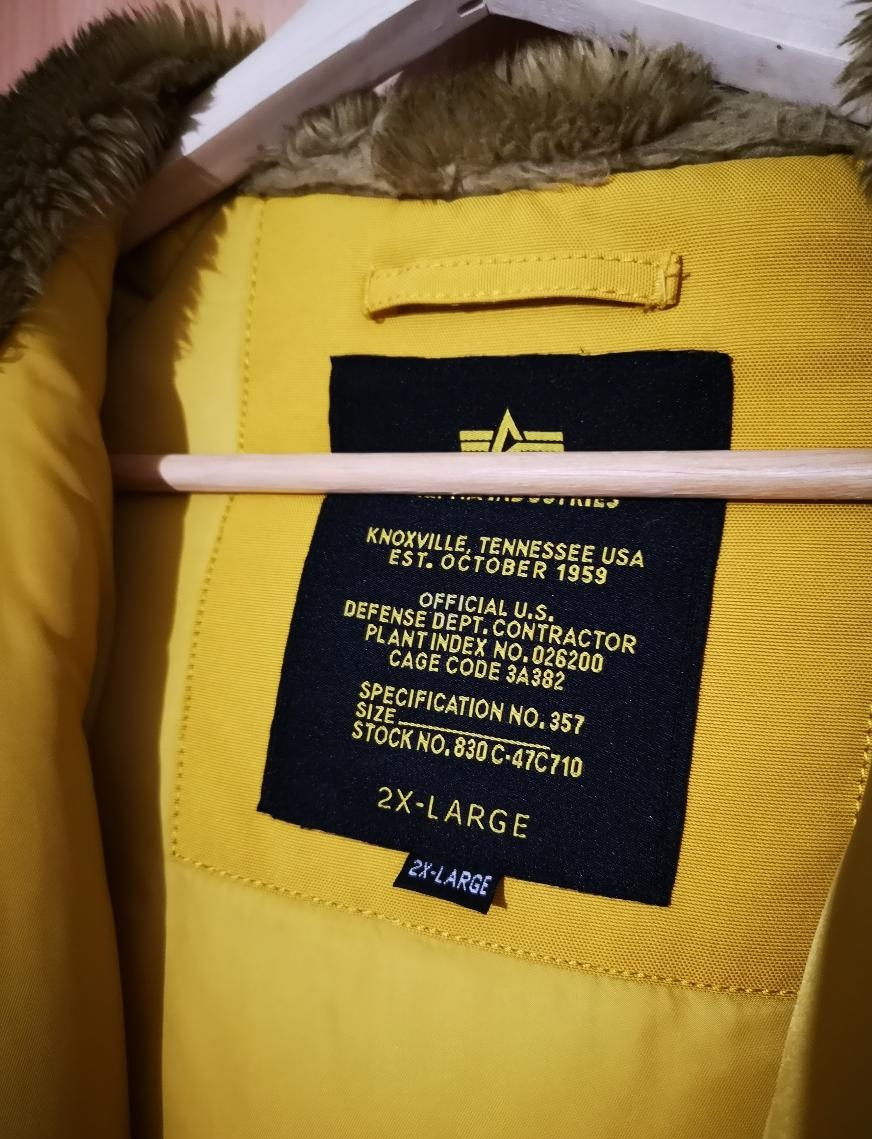 KNOXVILLE, TENNESSEE USA
EST. OCTOBER 1959
OFFICIAL U.S.
DEFENSE DEPT. CONTRACTOR
PLANT INDEX NO. 026200
CAGE CODE 3A382
SPECIFICATION NO. 357
SIZE
STOCK NO. 830 C-47C710
2X-LARGE
2X-LARGE